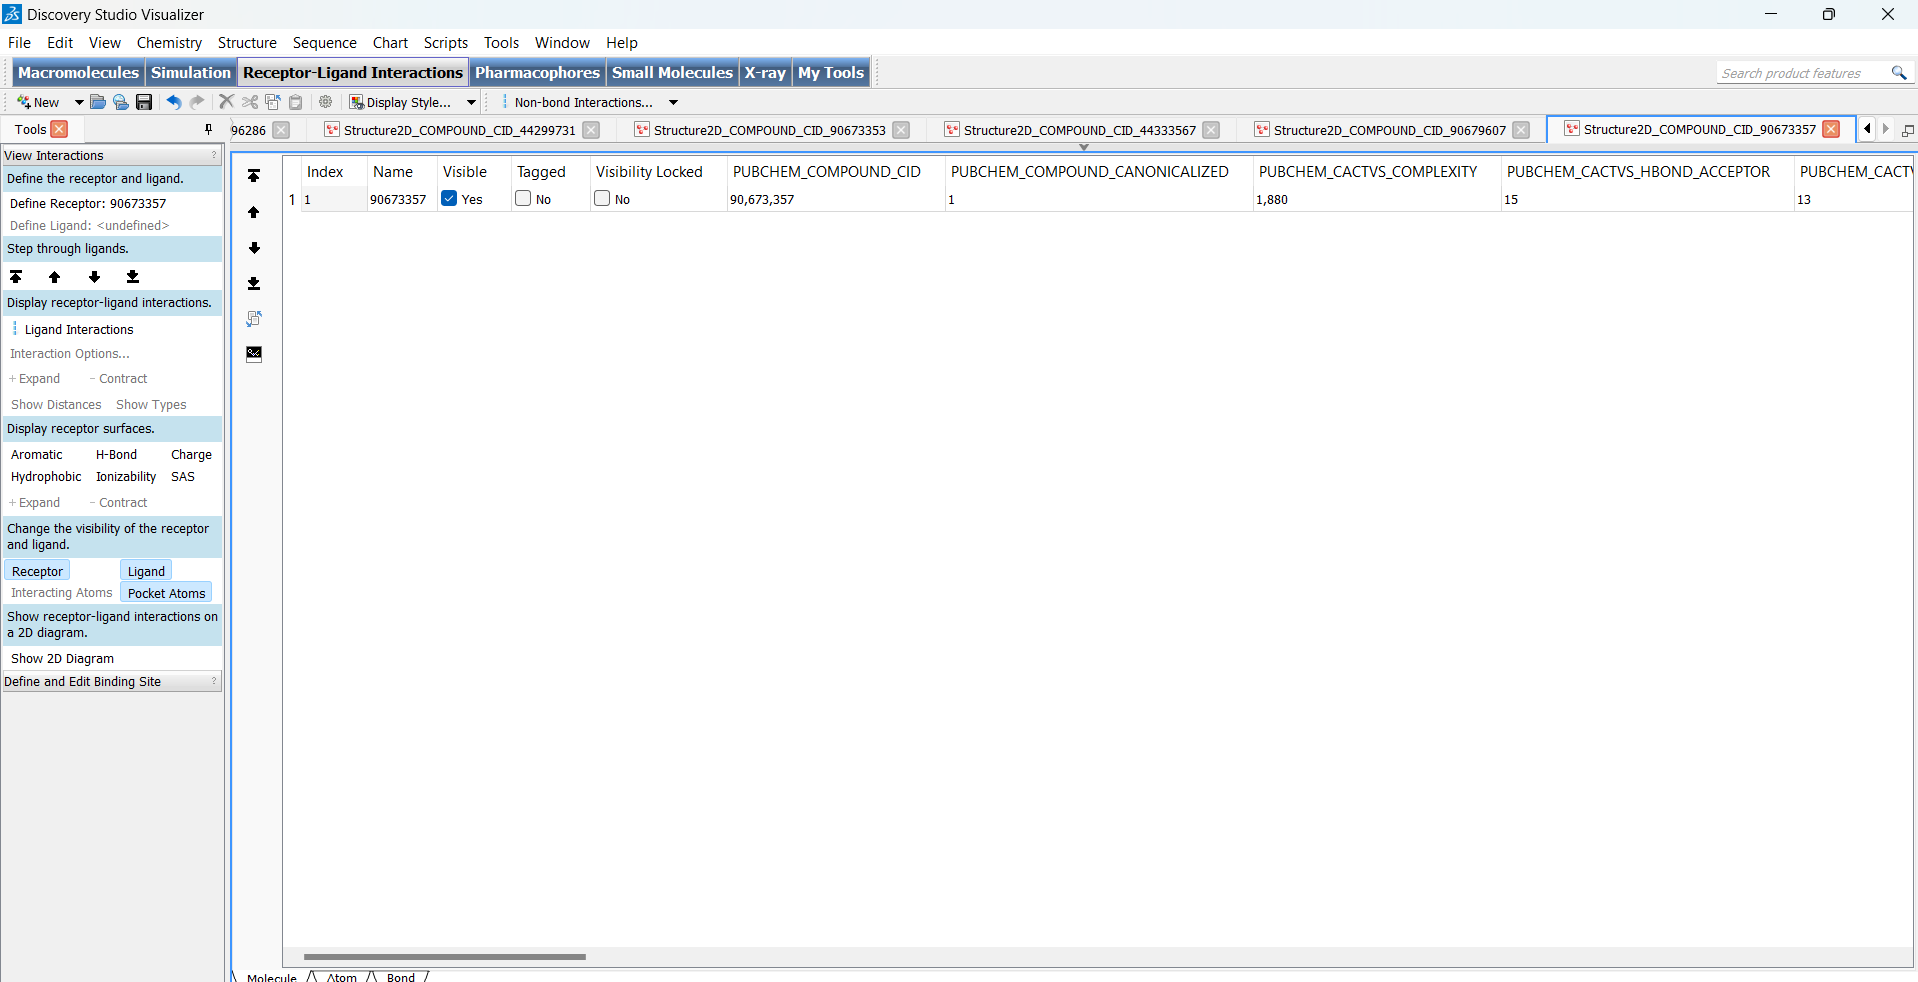 Discovery Studio Visualizer
File Edit View Chemistry Structure Sequence Chart Scripts Tools Window Help
Macromolecules Simulation Receptor-Ligand Interactions Pharmacophores Small Molecules X-ray My Tools
Search product features
New Display Style... Non-bond Interactions...
Tools
96286 Structure2D_COMPOUND_CID_44299731 Structure2D_COMPOUND_CID_90673353 Structure2D_COMPOUND_CID_44333567 Structure2D_COMPOUND_CID_90679607 Structure2D_COMPOUND_CID_90673357
View Interactions ?
Define the receptor and ligand.
Define Receptor: 90673357
Define Ligand: <undefined>
Step through ligands.
Display receptor-ligand interactions.
Ligand Interactions
Interaction Options...
+ Expand - Contract
Show Distances Show Types
Display receptor surfaces.
Aromatic H-Bond Charge
Hydrophobic Ionizability SAS
+ Expand - Contract
Change the visibility of the receptor
and ligand.
Receptor Ligand
Interacting Atoms Pocket Atoms
Show receptor-ligand interactions on
a 2D diagram.
Show 2D Diagram
Define and Edit Binding Site ?
Index Name Visible Tagged Visibility Locked PUBCHEM_COMPOUND_CID PUBCHEM_COMPOUND_CANONICALIZED PUBCHEM_CACTVS_COMPLEXITY PUBCHEM_CACTVS_HBOND_ACCEPTOR PUBCHEM_CACTV
1 1 90673357 Yes No No 90,673,357 1 1,880 15 13
Molecule Atom Bond